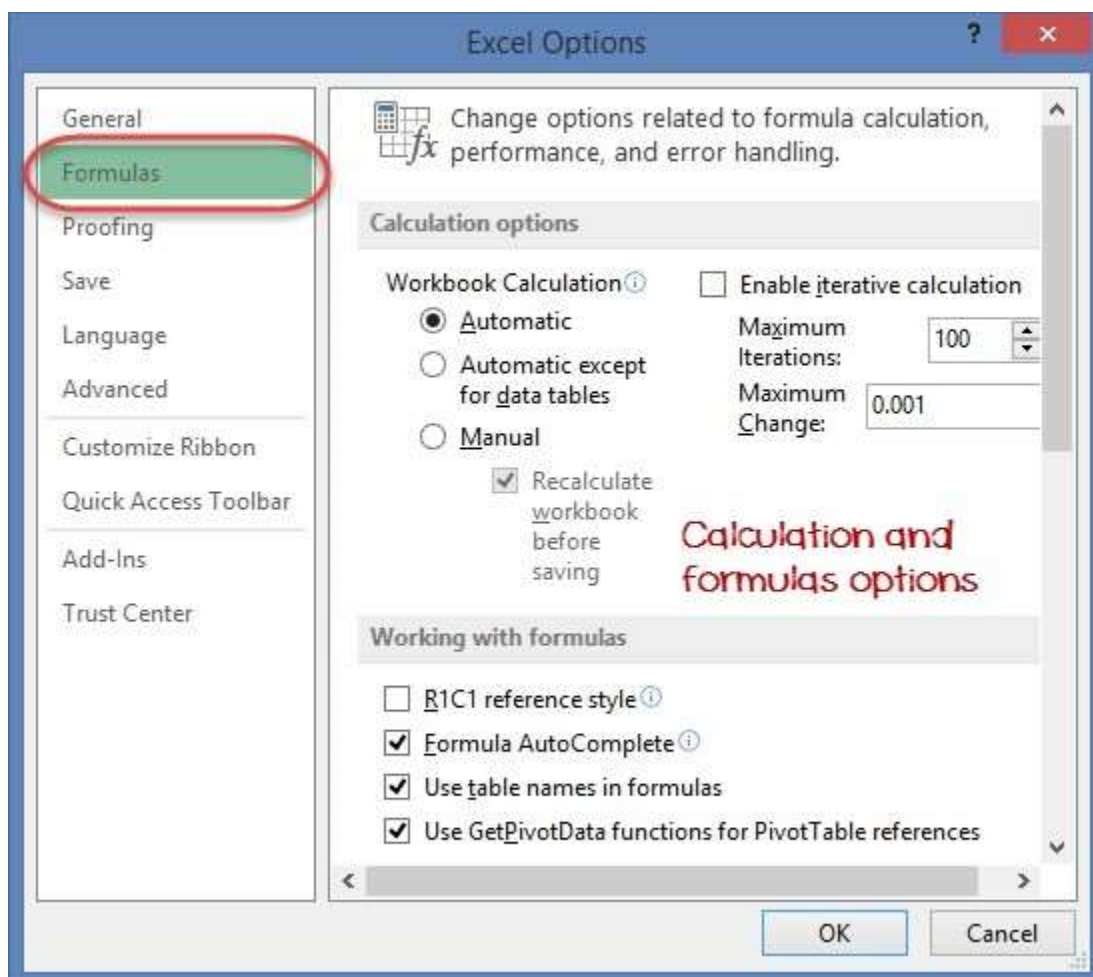 Excel Options
?
General
Formulas
Proofing
Save
Language
Advanced
Customize Ribbon
Quick Access Toolbar
Add-Ins
Trust Center
Change options related to formula calculation,
performance, and error handling.
Calculation options
Workbook Calculation
Automatic
Automatic except
for data tables
Manual
Recalculate
workbook
before
saving
Enable iterative calculation
Maximum
Iterations:
100
Maximum
Change:
0.001
Calculation and
formulas options
Working with formulas
R1C1 reference style
Formula AutoComplete
Use table names in formulas
Use GetPivotData functions for PivotTable references
OK
Cancel